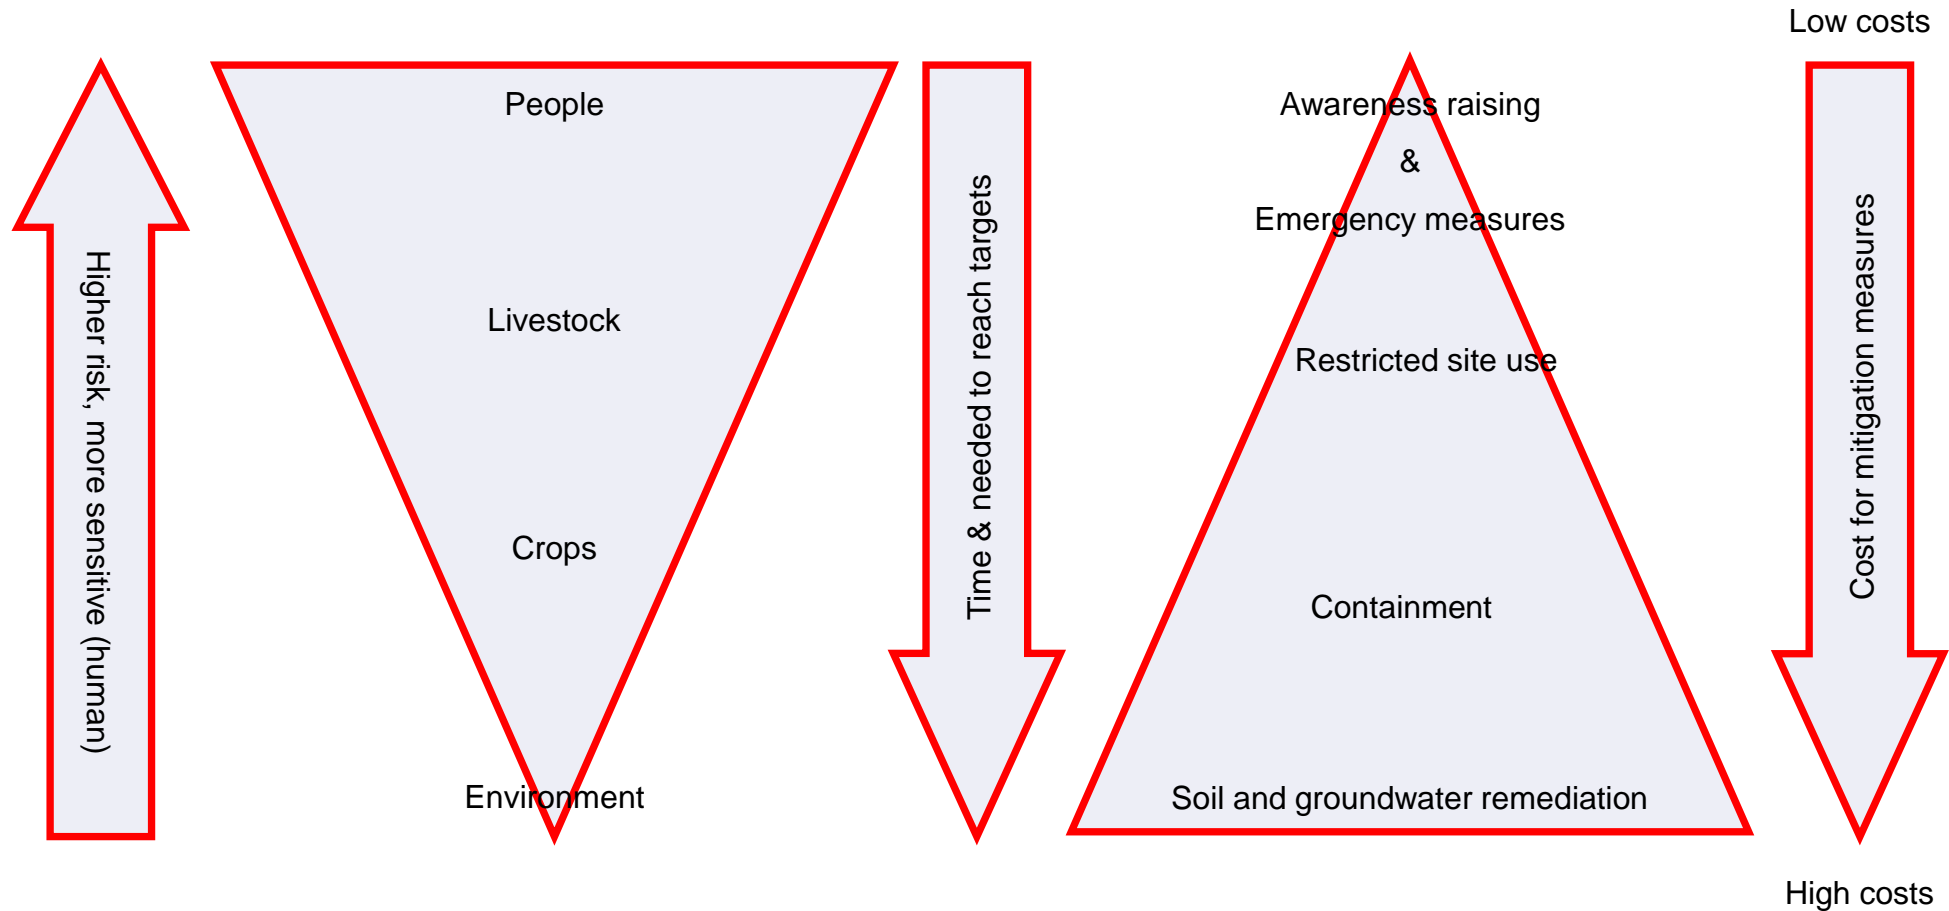 Low costs
People
Awareness raising
&
Emergency measures
Livestock
Restricted site use
Crops
Containment
Environment
Soil and groundwater remediation
Higher risk, more sensitive (human)
Time & needed to reach targets
Cost for mitigation measures
High costs